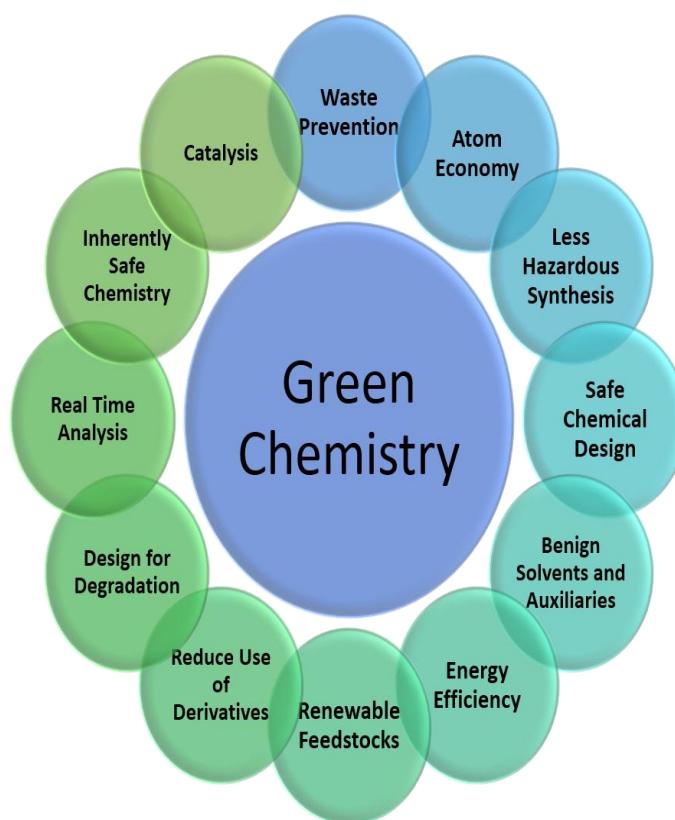 Waste
Prevention
Atom
Economy
Less
Hazardous
Synthesis
Safe
Chemical
Design
Benign
Solvents and
Auxiliaries
Energy
Efficiency
Renewable
Feedstocks
Reduce Use
of
Derivatives
Design for
Degradation
Real Time
Analysis
Inherently
Safe
Chemistry
Catalysis
Green
Chemistry